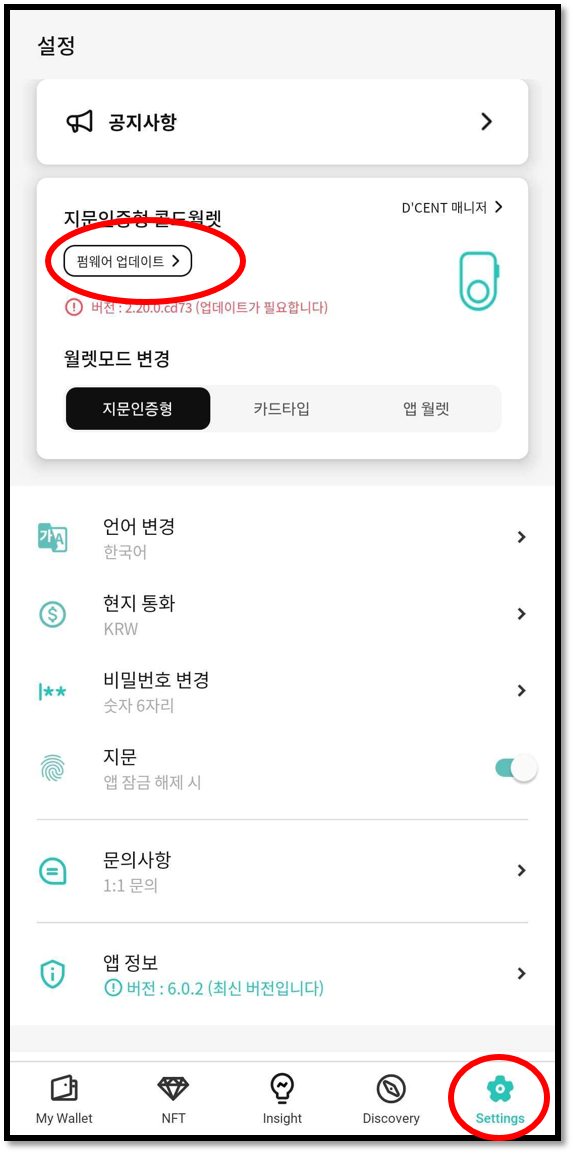 설정
공지사항
지문인증형 콜드월렛
D'CENT 매니저
펌웨어 업데이트
버전 : 2.20.0.cd73 (업데이트가 필요합니다)
월렛모드 변경
지문인증형
카드타입
앱 월렛
언어 변경
한국어
현지 통화
KRW
비밀번호 변경
숫자 6자리
지문
앱 잠금 해제 시
문의사항
1:1 문의
앱 정보
버전 : 6.0.2 (최신 버전입니다)
My Wallet
NFT
Insight
Discovery
Settings